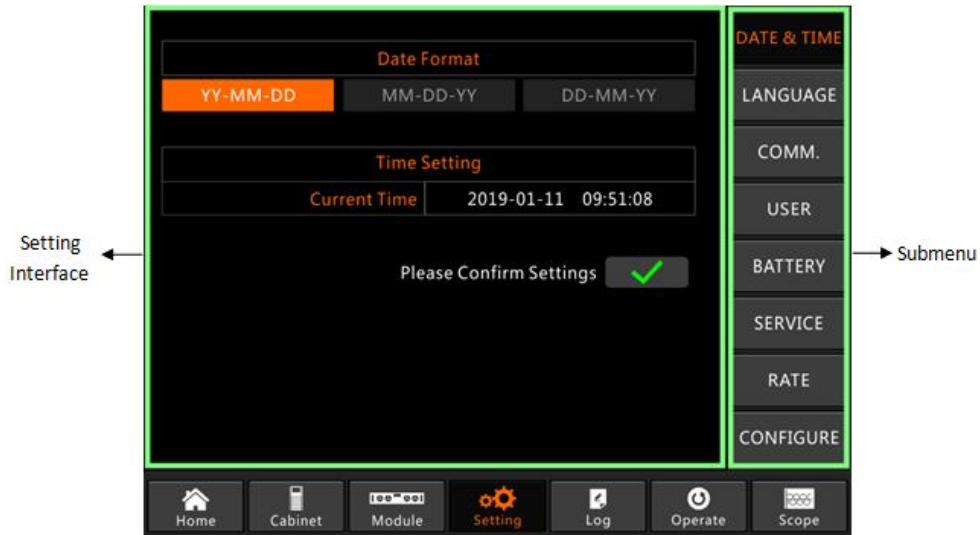 Date Format
YY-MM-DD MM-DD-YY DD-MM-YY
Time Setting
Current Time 2019-01-11 09:51:08
Please Confirm Settings
Setting
Interface
DATE & TIME
LANGUAGE
COMM.
USER
BATTERY
SERVICE
RATE
CONFIGURE
Submenu
Home Cabinet Module Setting Log Operate Scope